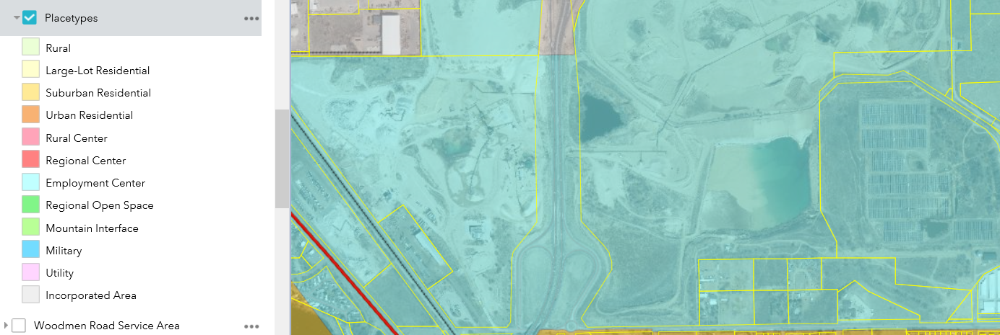 Placetypes
Rural
Large-Lot Residential
Suburban Residential
Urban Residential
Rural Center
Regional Center
Employment Center
Regional Open Space
Mountain Interface
Military
Utility
Incorporated Area
Woodmen Road Service Area